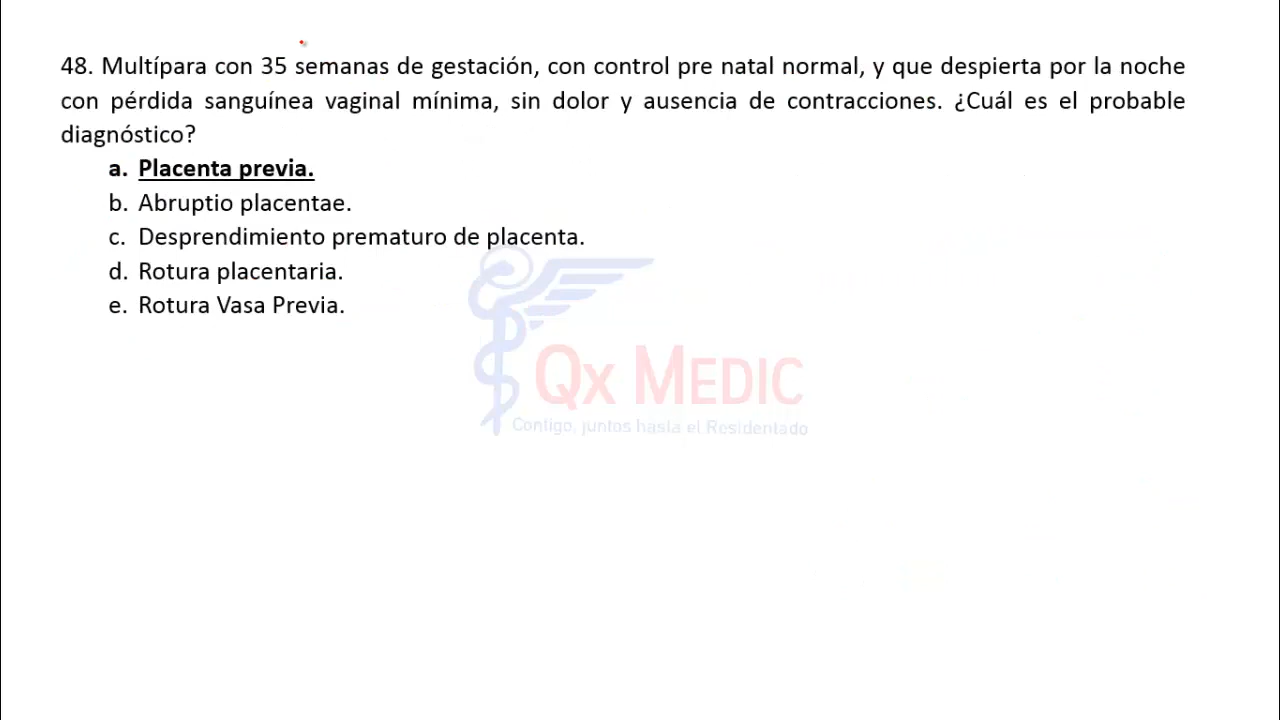 48. Multípara con 35 semanas de gestación, con control pre natal normal, y que despierta por la noche
con pérdida sanguínea vaginal mínima, sin dolor y ausencia de contracciones. ¿Cuál es el probable
diagnóstico?
a. Placenta previa.
b. Abruptio placentae.
c. Desprendimiento prematuro de placenta.
d. Rotura placentaria.
e. Rotura Vasa Previa.
Qx Medic
Contigo, juntos hasta el Residentado